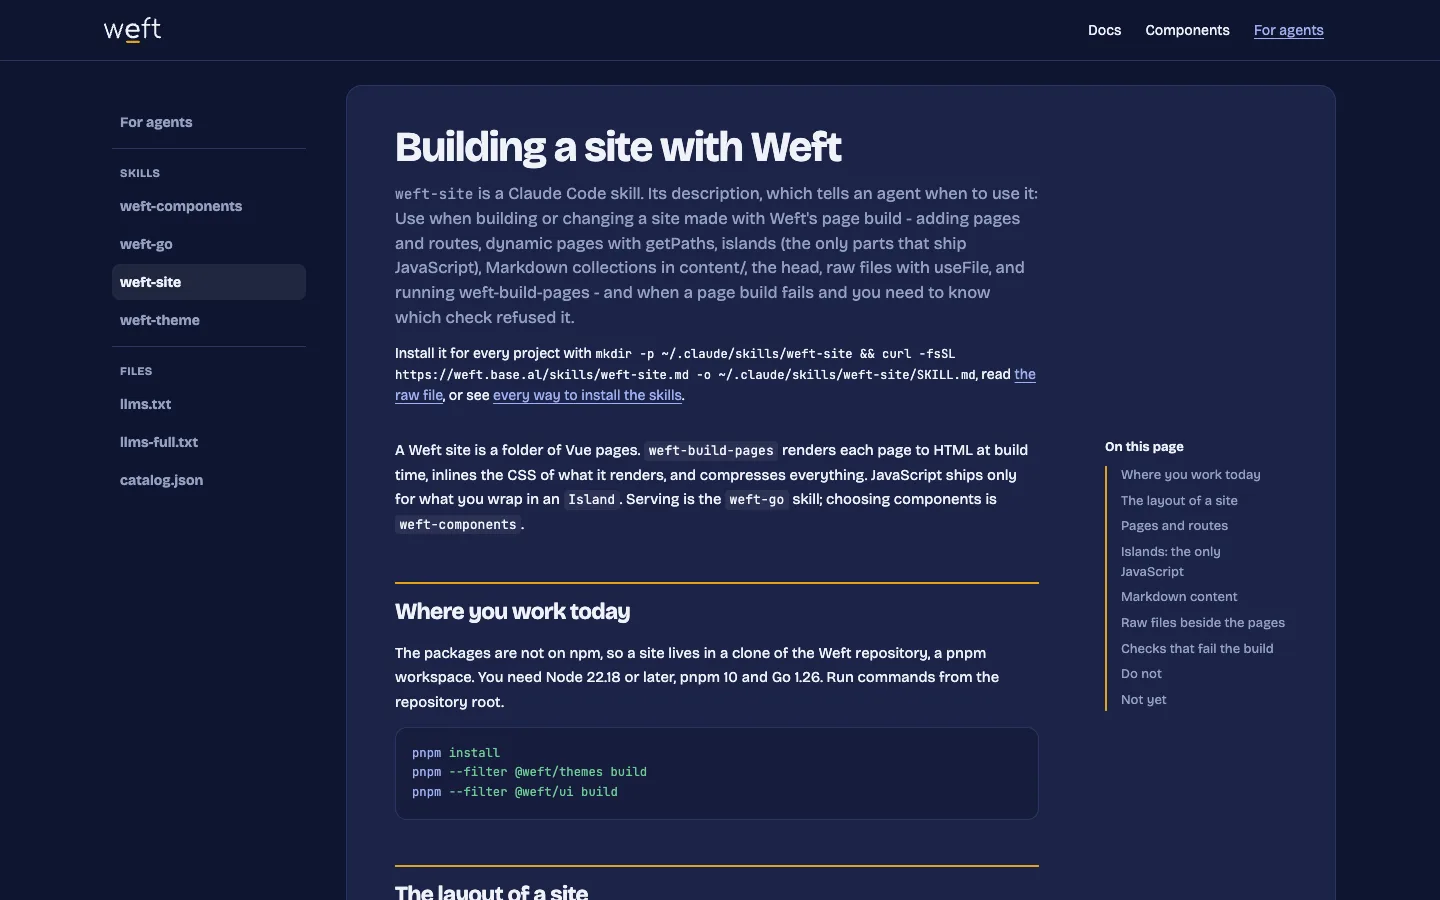 weft
Docs
Components
For agents
For agents
SKILLS
weft-components
weft-go
weft-site
weft-theme
FILES
llms.txt
llms-full.txt
catalog.json
Building a site with Weft
weft-site is a Claude Code skill. Its description, which tells an agent when to use it:
Use when building or changing a site made with Weft's page build - adding pages
and routes, dynamic pages with getPaths, islands (the only parts that ship
JavaScript), Markdown collections in content/, the head, raw files with useFile, and
running weft-build-pages - and when a page build fails and you need to know
which check refused it.
Install it for every project with mkdir -p ~/.claude/skills/weft-site && curl -fsSL
https://weft.base.al/skills/weft-site.md -o ~/.claude/skills/weft-site/SKILL.md, read the
raw file, or see every way to install the skills.
A Weft site is a folder of Vue pages. weft-build-pages renders each page to HTML at build
time, inlines the CSS of what it renders, and compresses everything. JavaScript ships only
for what you wrap in an Island. Serving is the weft-go skill; choosing components is
weft-components.
Where you work today
The packages are not on npm, so a site lives in a clone of the Weft repository, a pnpm
workspace. You need Node 22.18 or later, pnpm 10 and Go 1.26. Run commands from the
repository root.
pnpm install
pnpm --filter @weft/themes build
pnpm --filter @weft/ui build
The layout of a site
On this page
Where you work today
The layout of a site
Pages and routes
Islands: the only
JavaScript
Markdown content
Raw files beside the pages
Checks that fail the build
Do not
Not yet